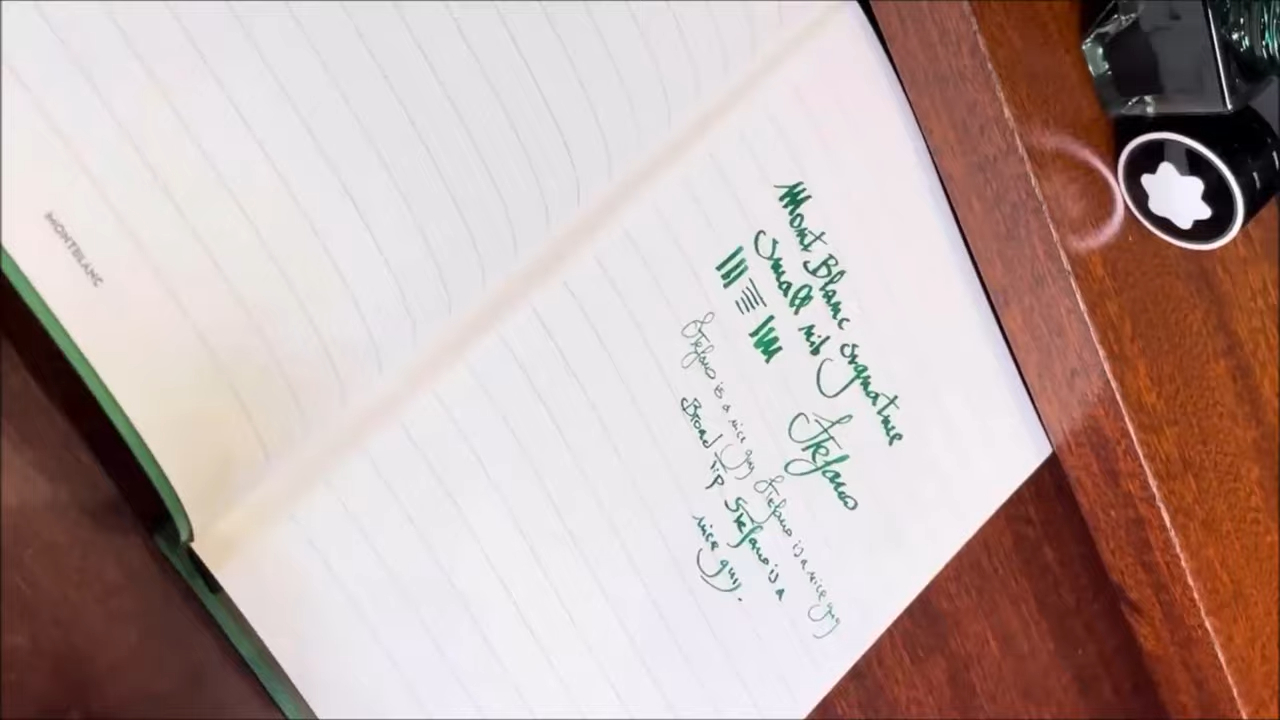 MONTBLANC
Mont Blanc signature
Small nib Stefano
Stefano is a nice guy Stefano is a nice guy
Broad Tip Stefano is a
nice guy.